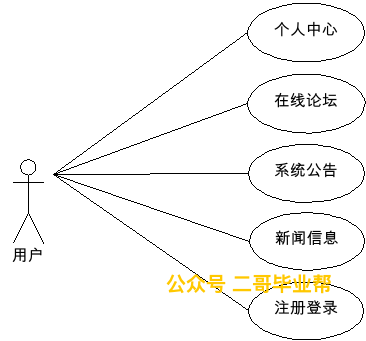 个人中心
在线论坛
系统公告
新闻信息
用户
公众号 二哥毕业帮
注册登录